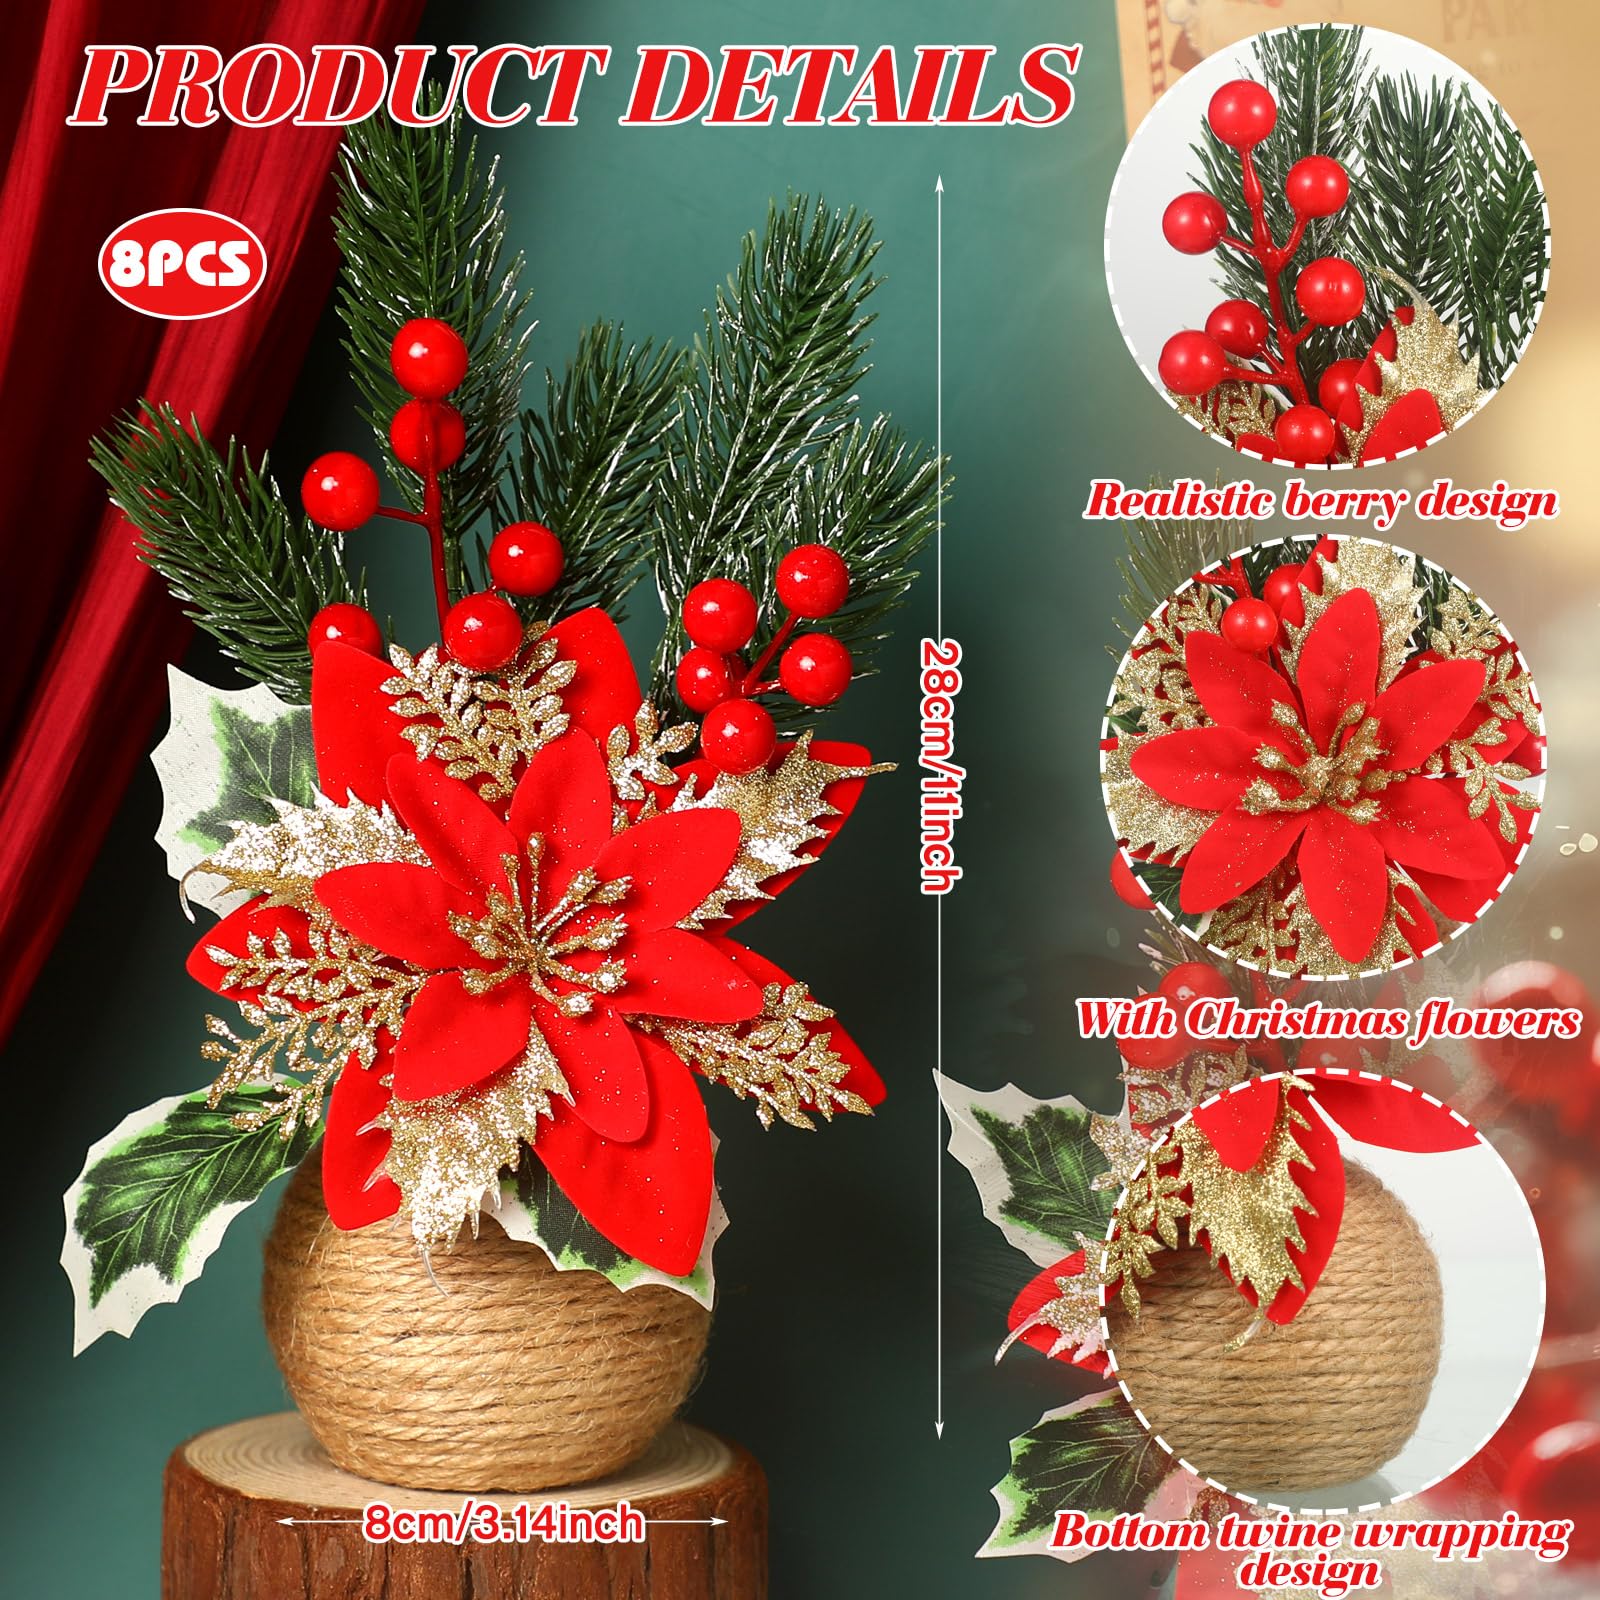 PRODUCT DETAILS
8PCS
28cm/11inch
8cm/3.14inch
Realistic berry design
With Christmas flowers
Bottom twine wrapping
design